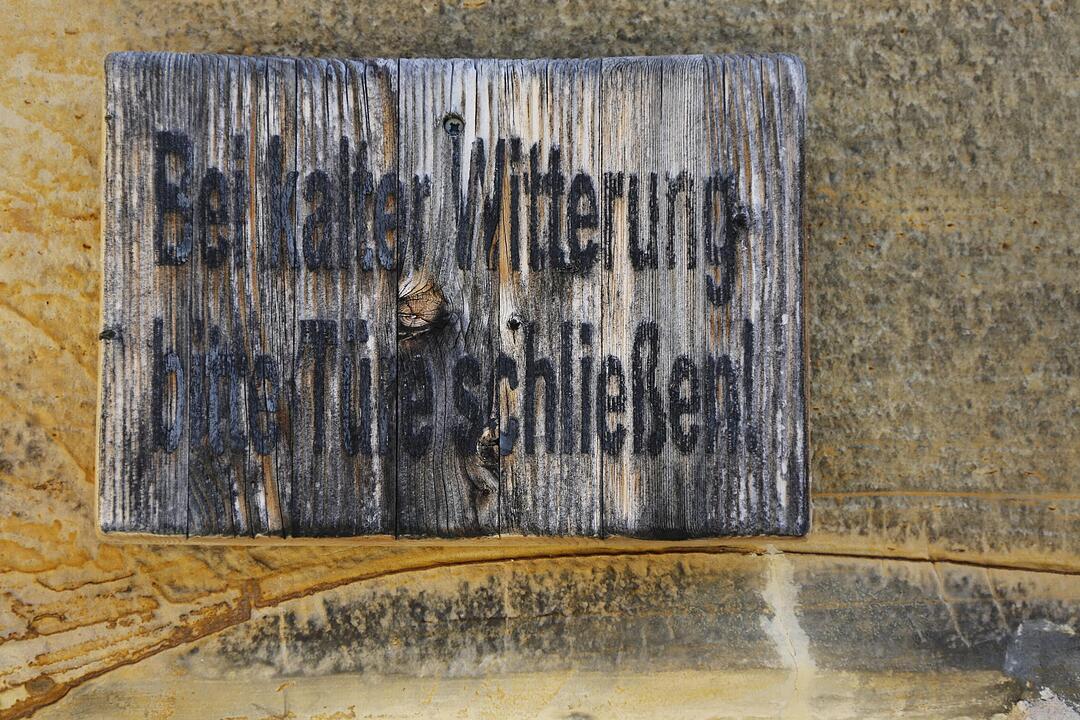 Bei kalter Witterung
bitte Türe schließen!